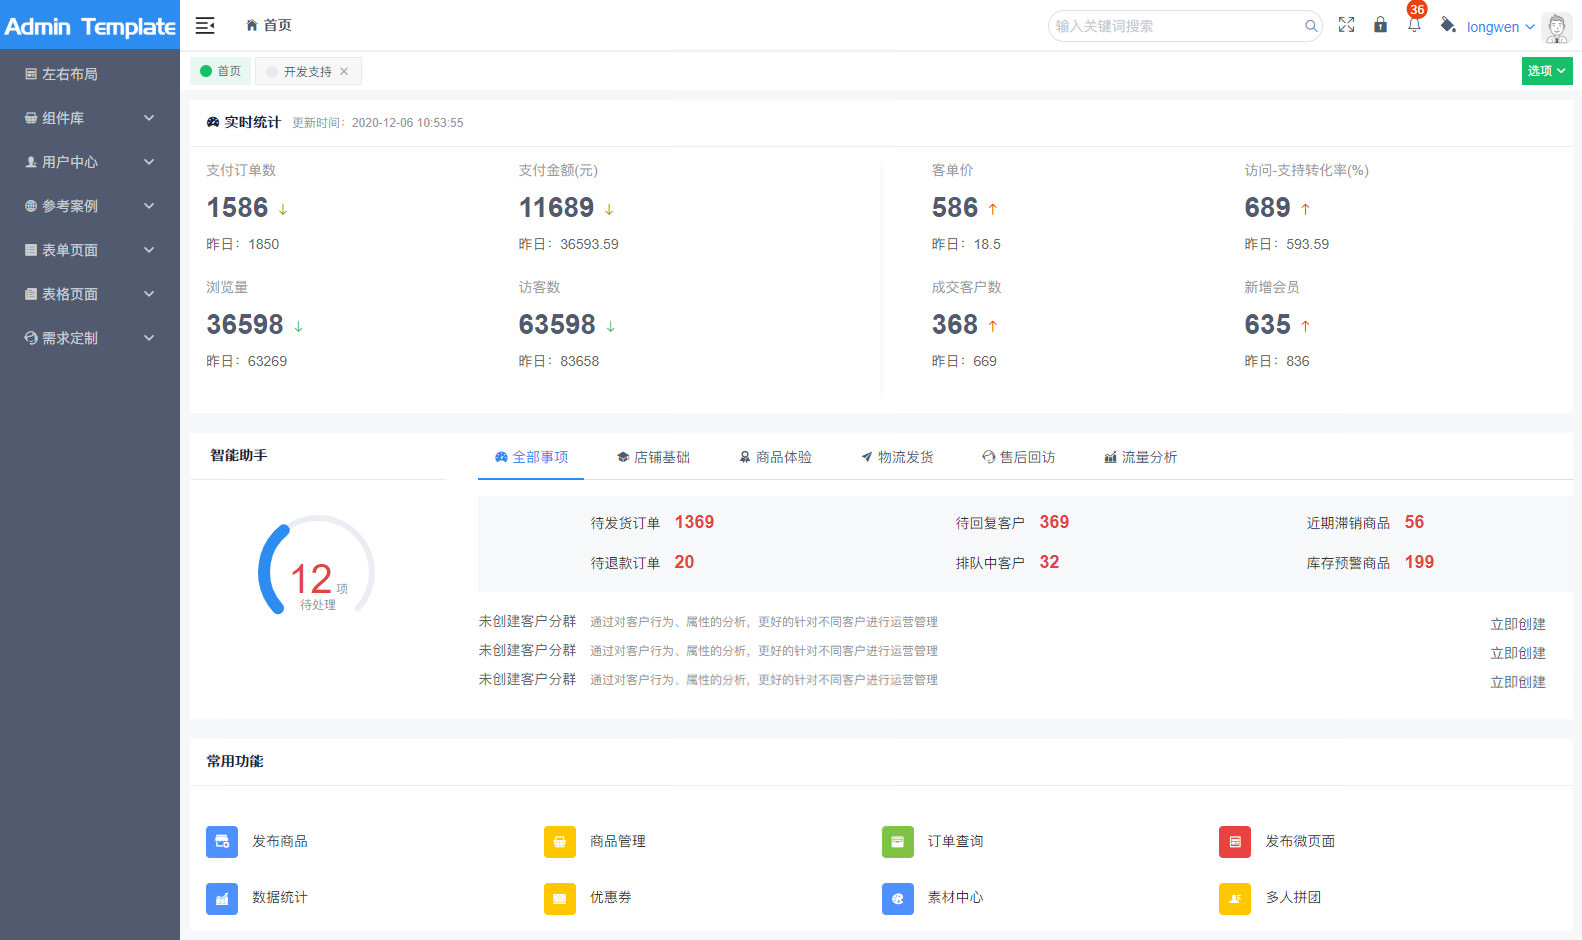 Admin Template
首页
输入关键词搜索
36
longwen
左右布局
组件库
用户中心
参考案例
表单页面
表格页面
需求定制
首页
开发支持
选项
实时统计 更新时间：2020-12-06 10:53:55
支付订单数 支付金额(元) 客单价 访问-支持转化率(%)
1586 ↓ 11689 ↓ 586 ↑ 689 ↑
昨日：1850 昨日：36593.59 昨日：18.5 昨日：593.59
浏览量 访客数 成交客户数 新增会员
36598 ↓ 63598 ↓ 368 ↑ 635 ↑
昨日：63269 昨日：83658 昨日：669 昨日：836
智能助手
12 项
待处理
全部事项 店铺基础 商品体验 物流发货 售后回访 流量分析
待发货订单 1369 待回复客户 369 近期滞销商品 56
待退款订单 20 排队中客户 32 库存预警商品 199
未创建客户分群 通过对客户行为、属性的分析，更好的针对不同客户进行运营管理 立即创建
未创建客户分群 通过对客户行为、属性的分析，更好的针对不同客户进行运营管理 立即创建
未创建客户分群 通过对客户行为、属性的分析，更好的针对不同客户进行运营管理 立即创建
常用功能
发布商品 商品管理 订单查询 发布微页面
数据统计 优惠券 素材中心 多人拼团